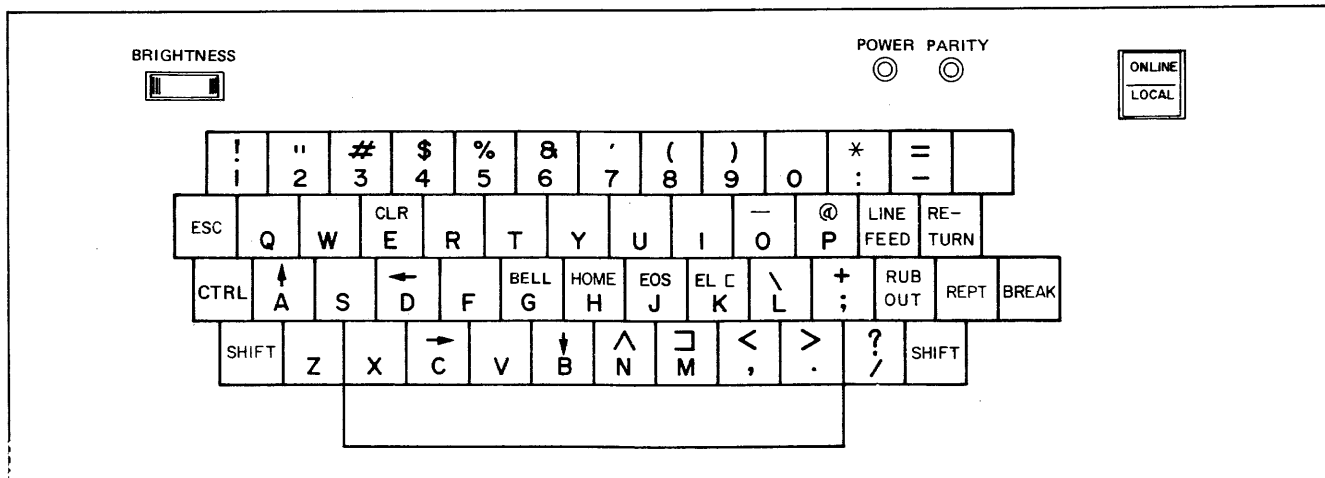 BRIGHTNESS
POWER PARITY
ONLINE
LOCAL
! " # $ % & ' ( ) * =
1 2 3 4 5 6 7 8 9 0 : -
ESC Q W CLR E R T Y U I — O @ P LINE FEED RE- TURN
CTRL ↑ A S ← D F BELL G HOME H EOS J EL [ K \ L + ; RUB OUT REPT BREAK
SHIFT Z X → C V ↓ B ^ N ] M < , > . ? / SHIFT